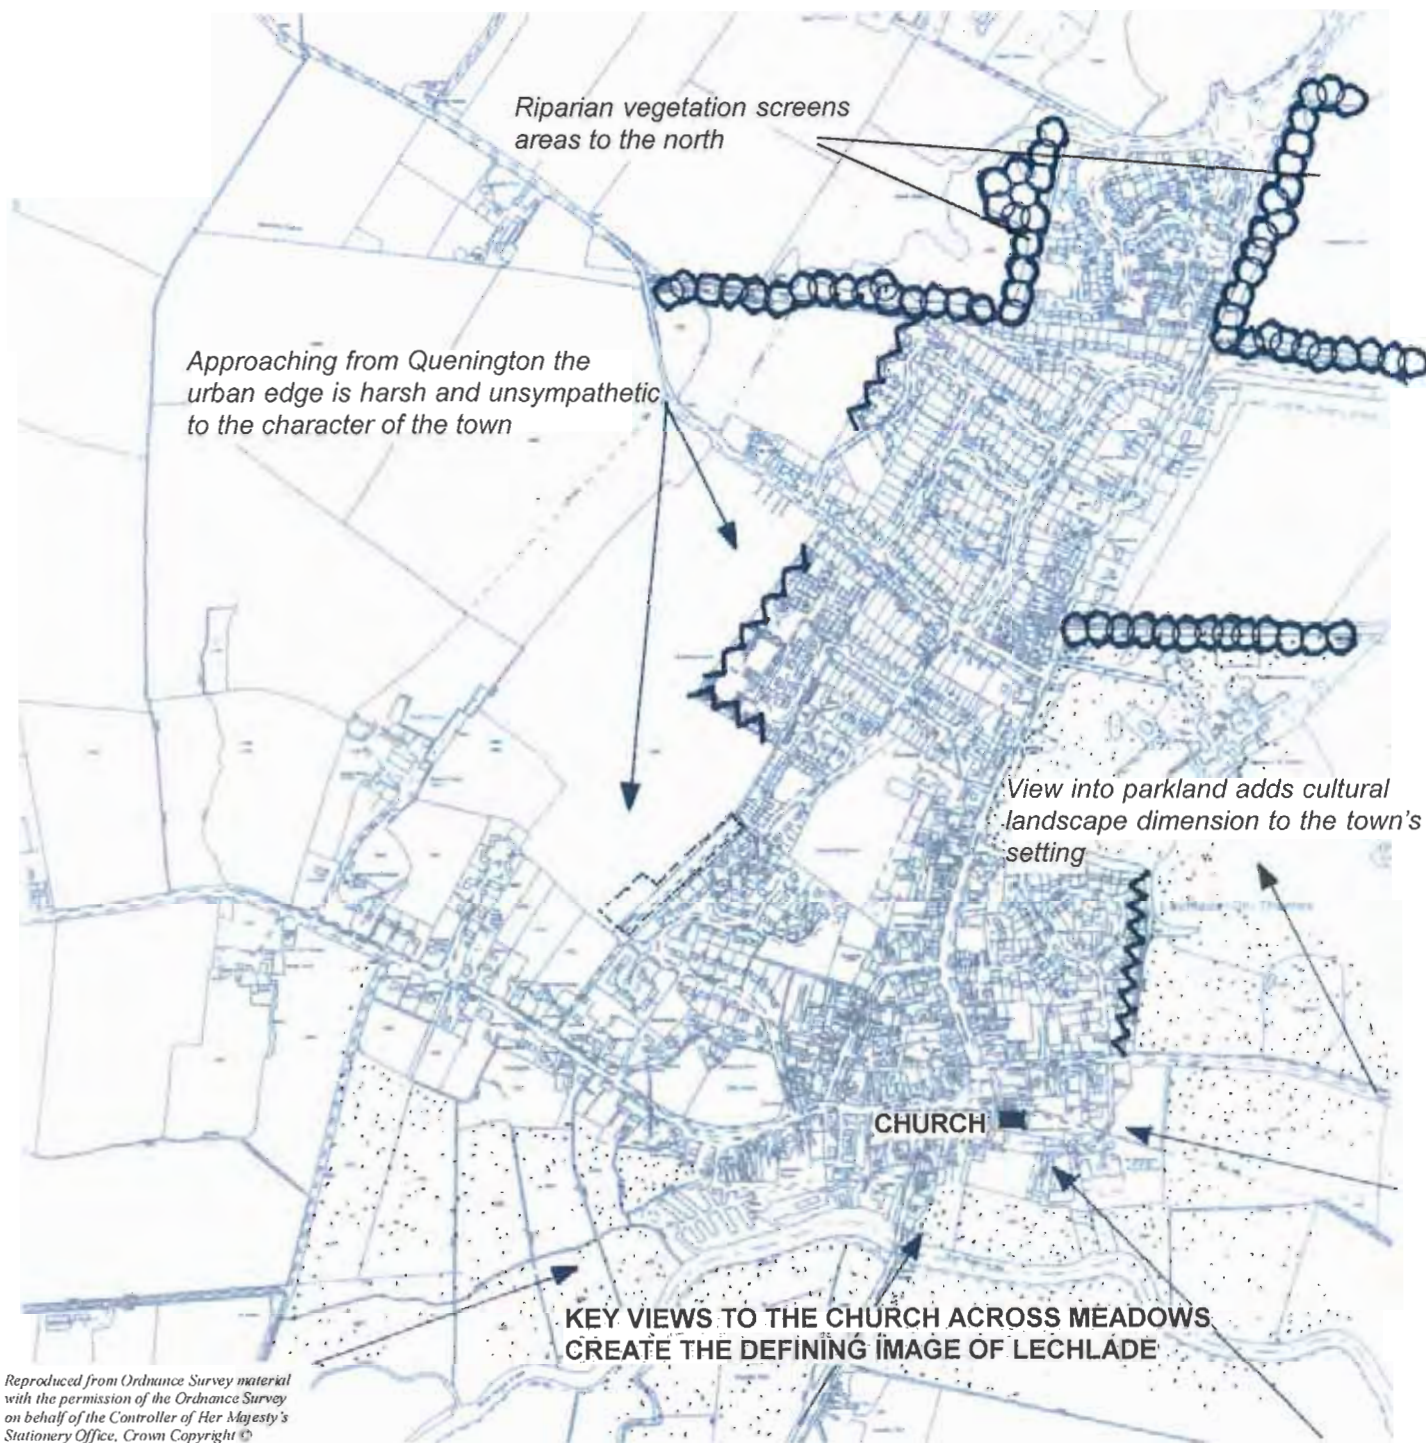 Riparian vegetation screens
areas to the north
Approaching from Quenington the
urban edge is harsh and unsympathetic
to the character of the town
View into parkland adds cultural
landscape dimension to the town's
setting
CHURCH
KEY VIEWS TO THE CHURCH ACROSS MEADOWS
CREATE THE DEFINING IMAGE OF LECHLADE
Reproduced from Ordnance Survey material
with the permission of the Ordnance Survey
on behalf of the Controller of Her Majesty's
Stationery Office, Crown Copyright ©